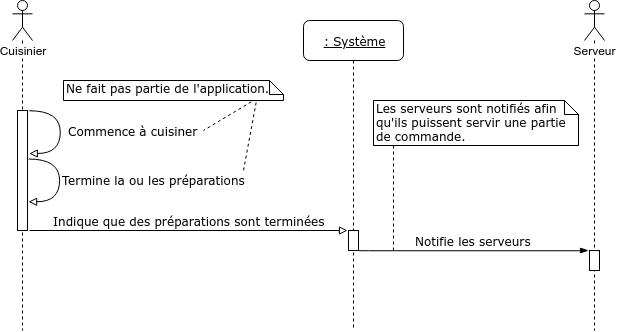 Cuisinier
: Système
Serveur
Ne fait pas partie de l'application.
Les serveurs sont notifiés afin
qu'ils puissent servir une partie
de commande.
Commence à cuisiner
Termine la ou les préparations
Indique que des préparations sont terminées
Notifie les serveurs